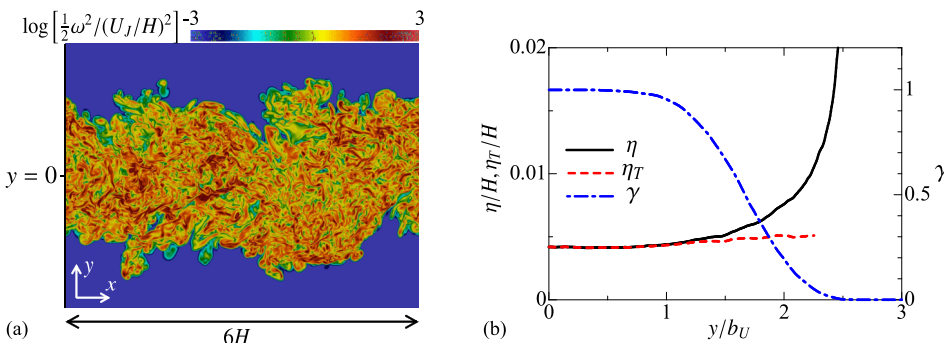 log[½ω²/(U_J/H)²] -3 3
y = 0
y
x
(a)
6H
0.02
0.01
0
η/H, η_T/H
η
η_T
γ
1
0.5
0
γ
0 1 2 3
y/b_U
(b)